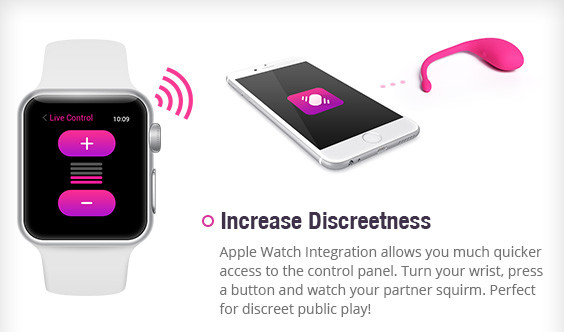 < Live Control
10:09
+
−
Increase Discreetness
Apple Watch Integration allows you much quicker
access to the control panel. Turn your wrist, press
a button and watch your partner squirm. Perfect
for discreet public play!